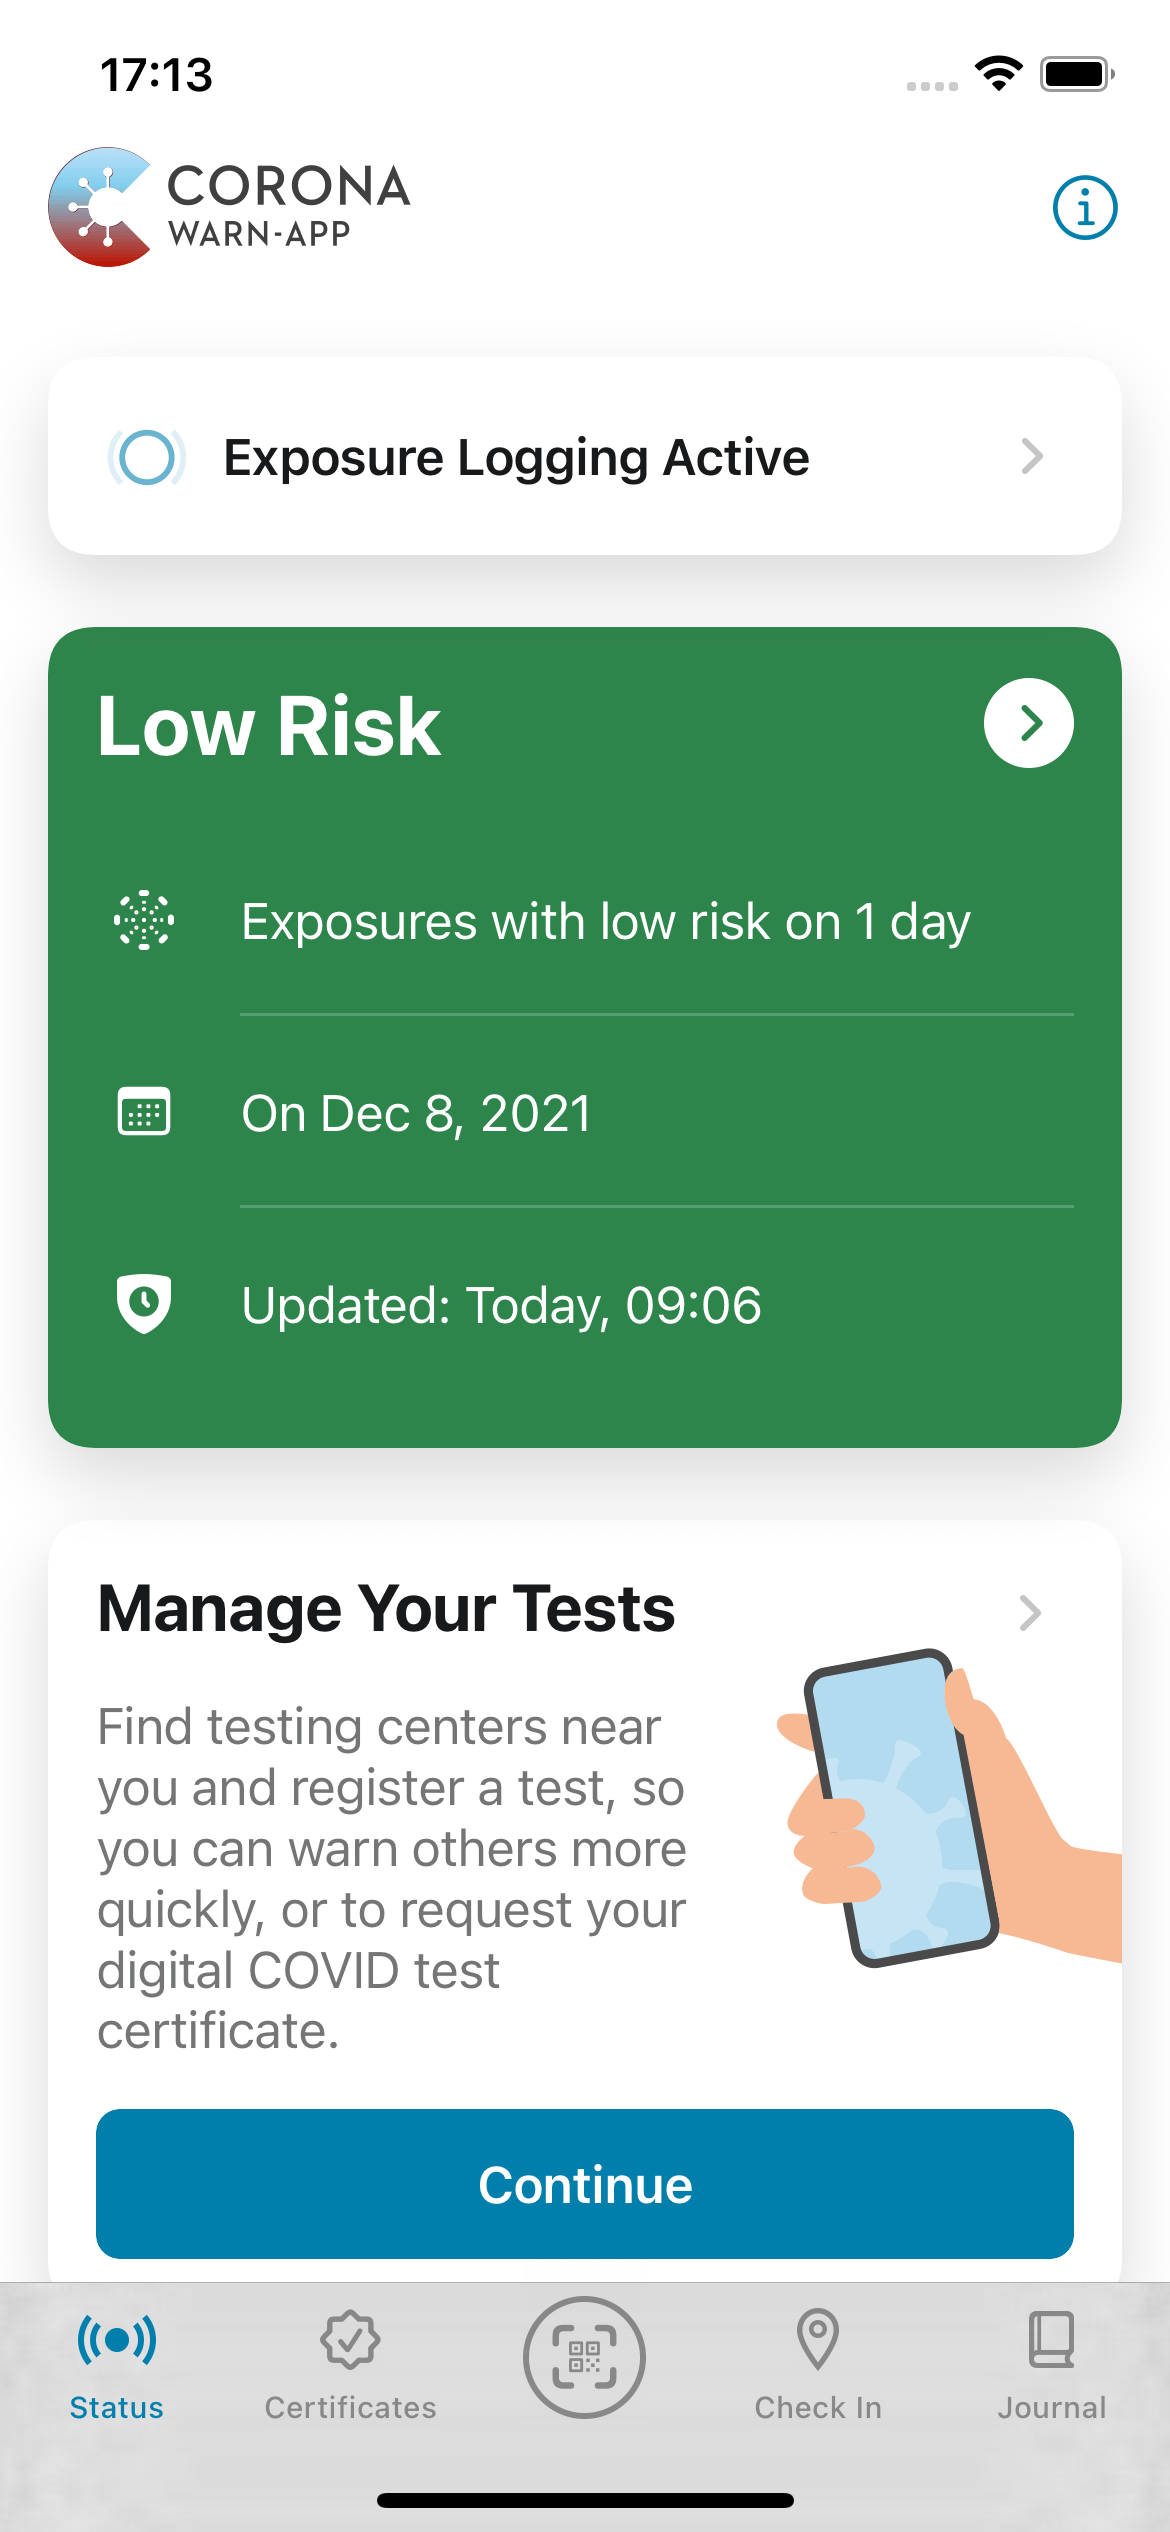 17:13
CORONA
WARN-APP
Exposure Logging Active
Low Risk
Exposures with low risk on 1 day
On Dec 8, 2021
Updated: Today, 09:06
Manage Your Tests
Find testing centers near
you and register a test, so
you can warn others more
quickly, or to request your
digital COVID test
certificate.
Continue
Status
Certificates
Check In
Journal